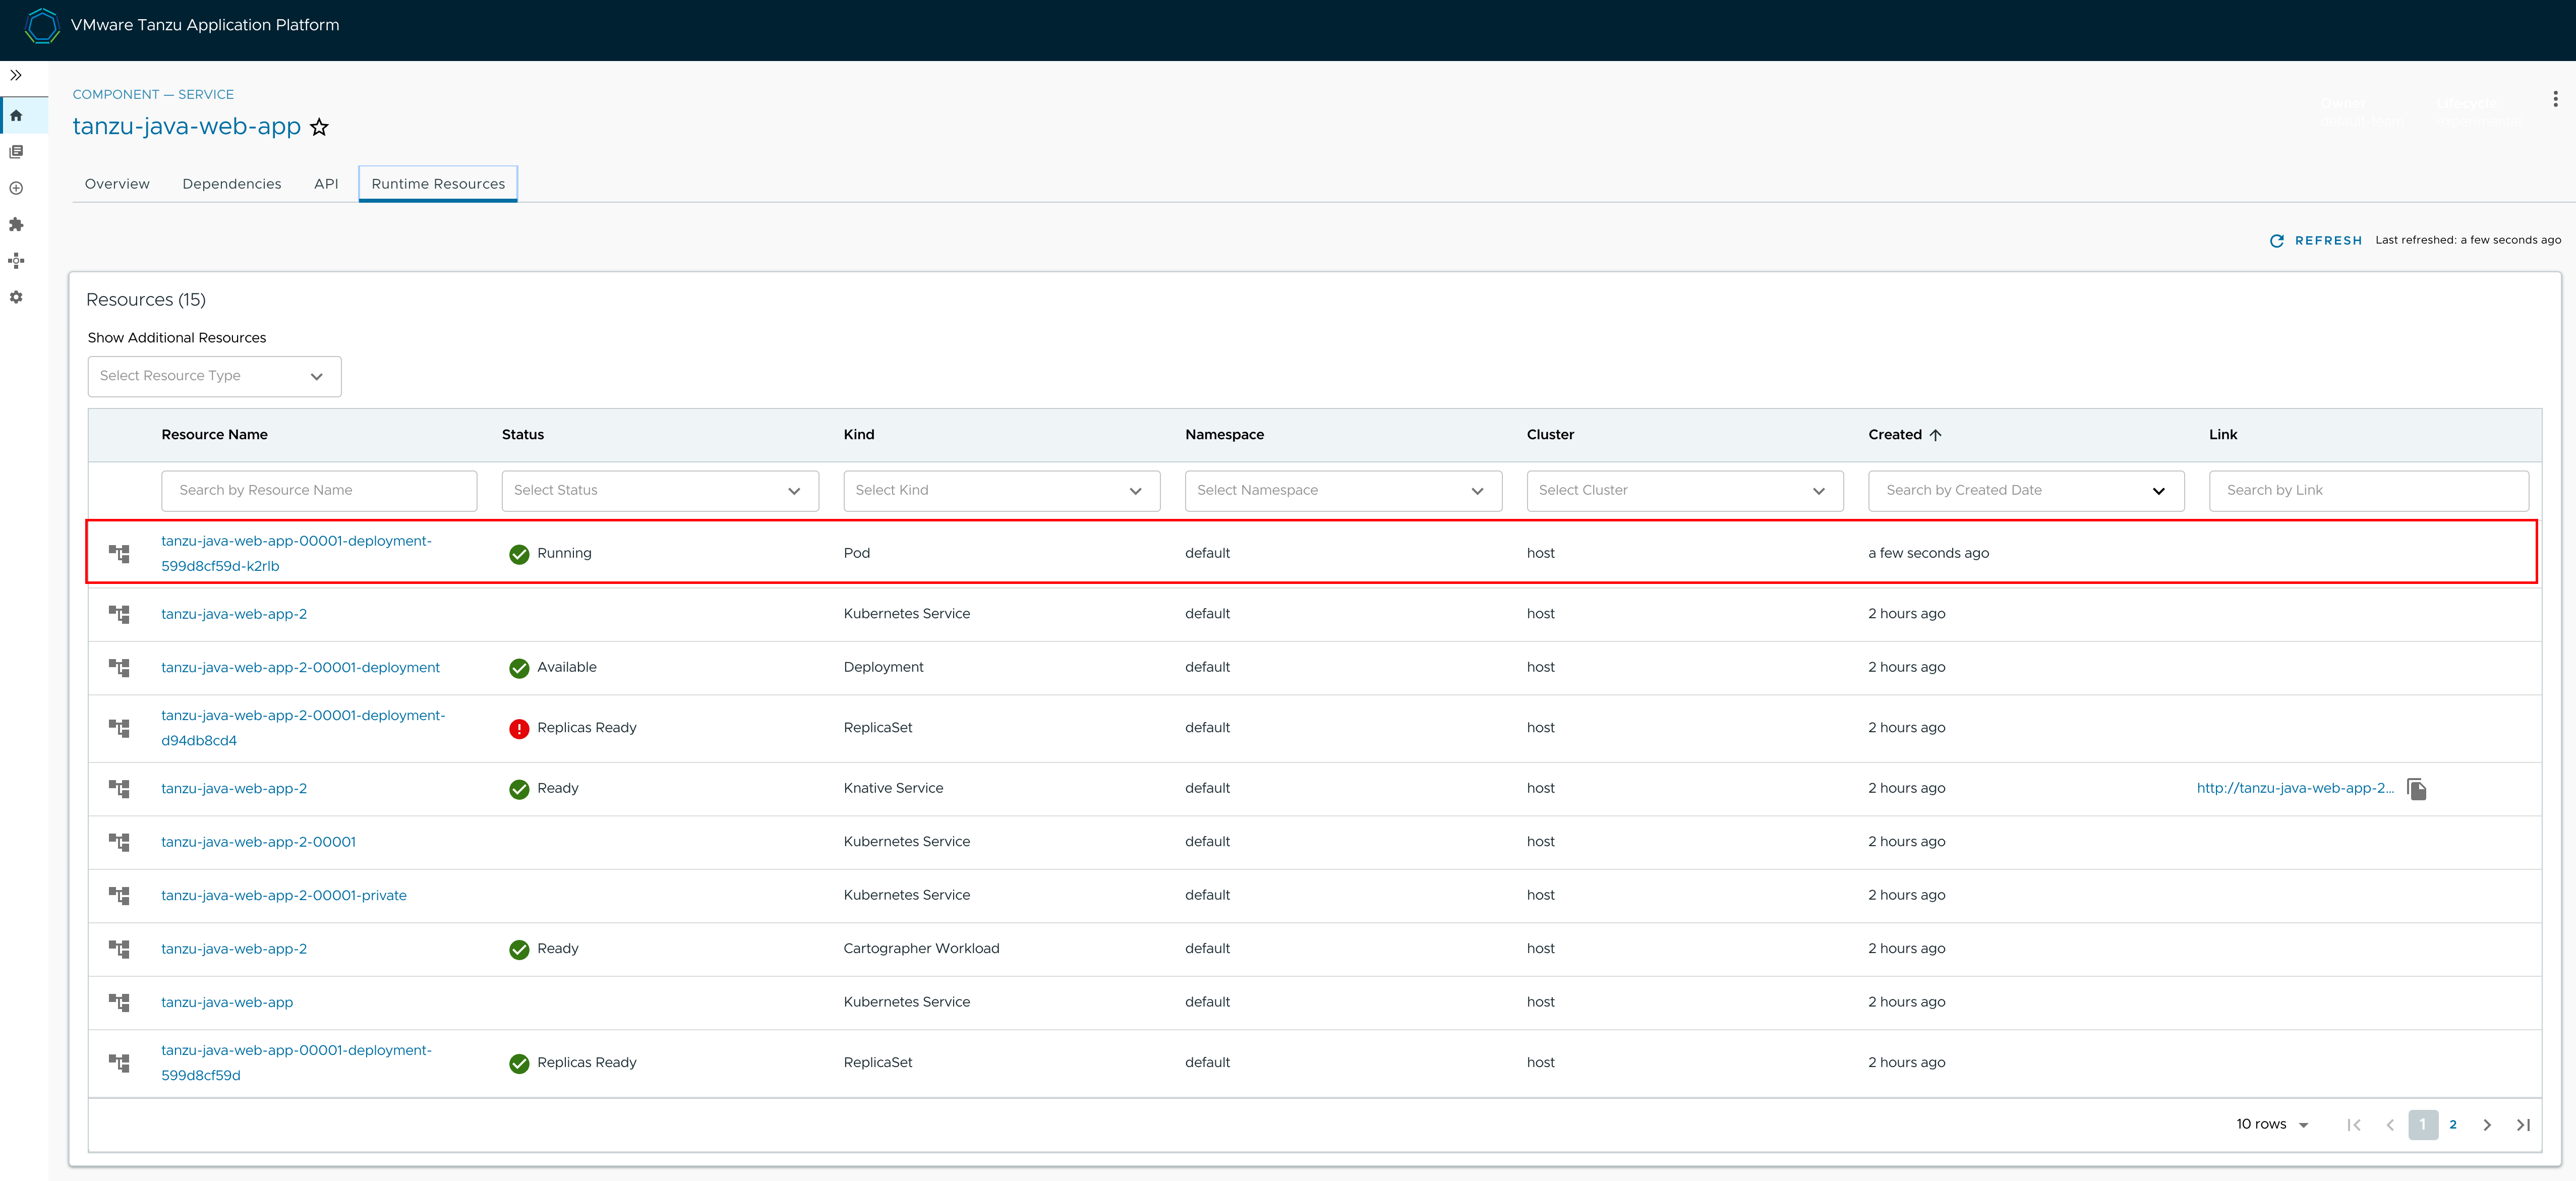 VMware Tanzu Application Platform
COMPONENT — SERVICE
tanzu-java-web-app
Overview
Dependencies
API
Runtime Resources
REFRESH
Last refreshed: a few seconds ago
Resources (15)
Show Additional Resources
Select Resource Type
Resource Name Status Kind Namespace Cluster Created Link
Search by Resource Name Select Status Select Kind Select Namespace Select Cluster Search by Created Date Search by Link
tanzu-java-web-app-00001-deployment-
599d8cf59d-k2rlb
Running Pod default host a few seconds ago
tanzu-java-web-app-2 Kubernetes Service default host 2 hours ago
tanzu-java-web-app-2-00001-deployment Available Deployment default host 2 hours ago
tanzu-java-web-app-2-00001-deployment-
d94db8cd4
Replicas Ready ReplicaSet default host 2 hours ago
tanzu-java-web-app-2 Ready Knative Service default host 2 hours ago http://tanzu-java-web-app-2...
tanzu-java-web-app-2-00001 Kubernetes Service default host 2 hours ago
tanzu-java-web-app-2-00001-private Kubernetes Service default host 2 hours ago
tanzu-java-web-app-2 Ready Cartographer Workload default host 2 hours ago
tanzu-java-web-app Kubernetes Service default host 2 hours ago
tanzu-java-web-app-00001-deployment-
599d8cf59d
Replicas Ready ReplicaSet default host 2 hours ago
10 rows 1 2